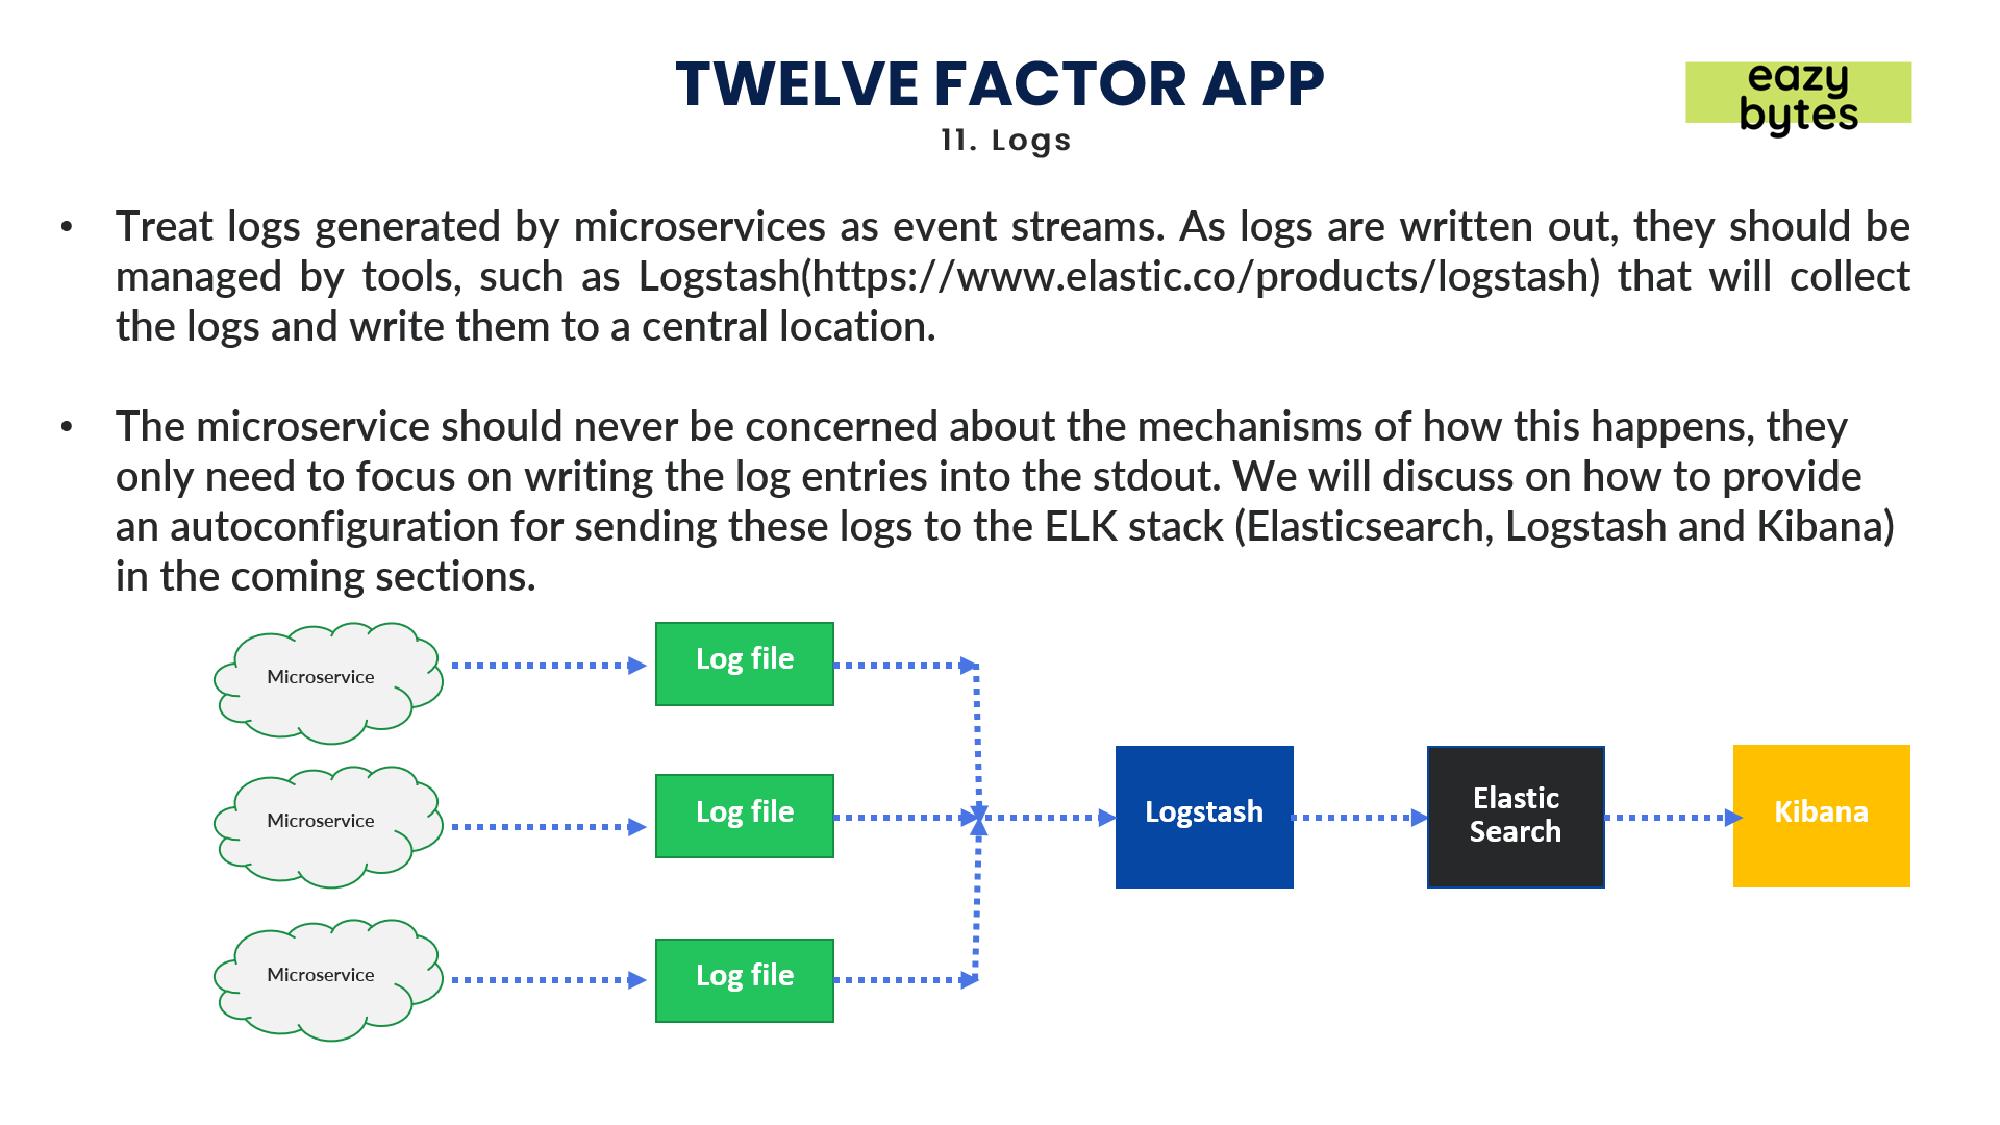 TWELVE FACTOR APP
11. Logs
eazy
bytes
• Treat logs generated by microservices as event streams. As logs are written out, they should be
managed by tools, such as Logstash(https://www.elastic.co/products/logstash) that will collect
the logs and write them to a central location.
• The microservice should never be concerned about the mechanisms of how this happens, they
only need to focus on writing the log entries into the stdout. We will discuss on how to provide
an autoconfiguration for sending these logs to the ELK stack (Elasticsearch, Logstash and Kibana)
in the coming sections.
Microservice
Log file
Microservice
Log file
Logstash
Elastic
Search
Kibana
Microservice
Log file